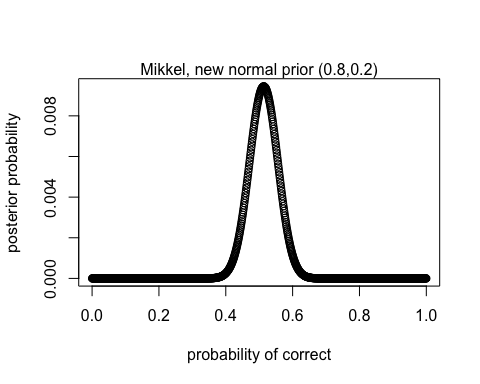 Mikkel, new normal prior (0.8,0.2)
posterior probability
0.008
0.004
0.000
0.0 0.2 0.4 0.6 0.8 1.0
probability of correct